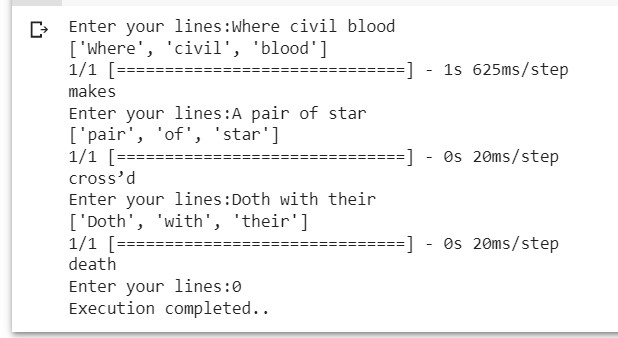 Enter your lines:Where civil blood
['Where', 'civil', 'blood']
1/1 [==============================] - 1s 625ms/step
makes
Enter your lines:A pair of star
['pair', 'of', 'star']
1/1 [==============================] - 0s 20ms/step
cross’d
Enter your lines:Doth with their
['Doth', 'with', 'their']
1/1 [==============================] - 0s 20ms/step
death
Enter your lines:0
Execution completed..